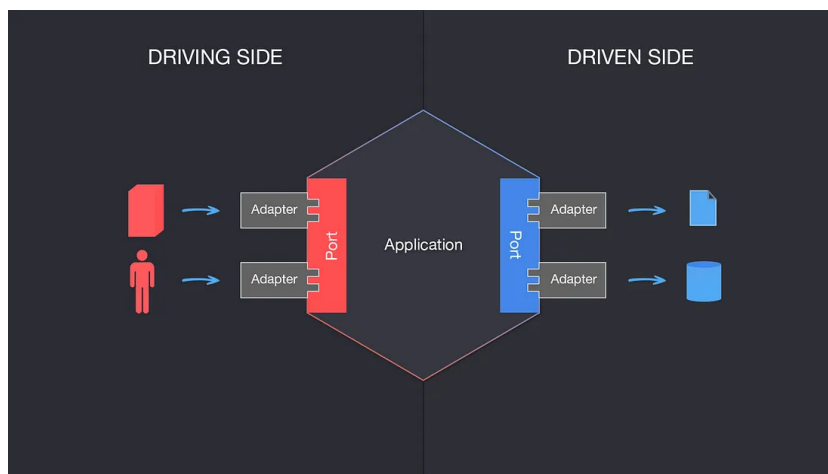 DRIVING SIDE
DRIVEN SIDE
Adapter
Adapter
Port
Application
Port
Adapter
Adapter